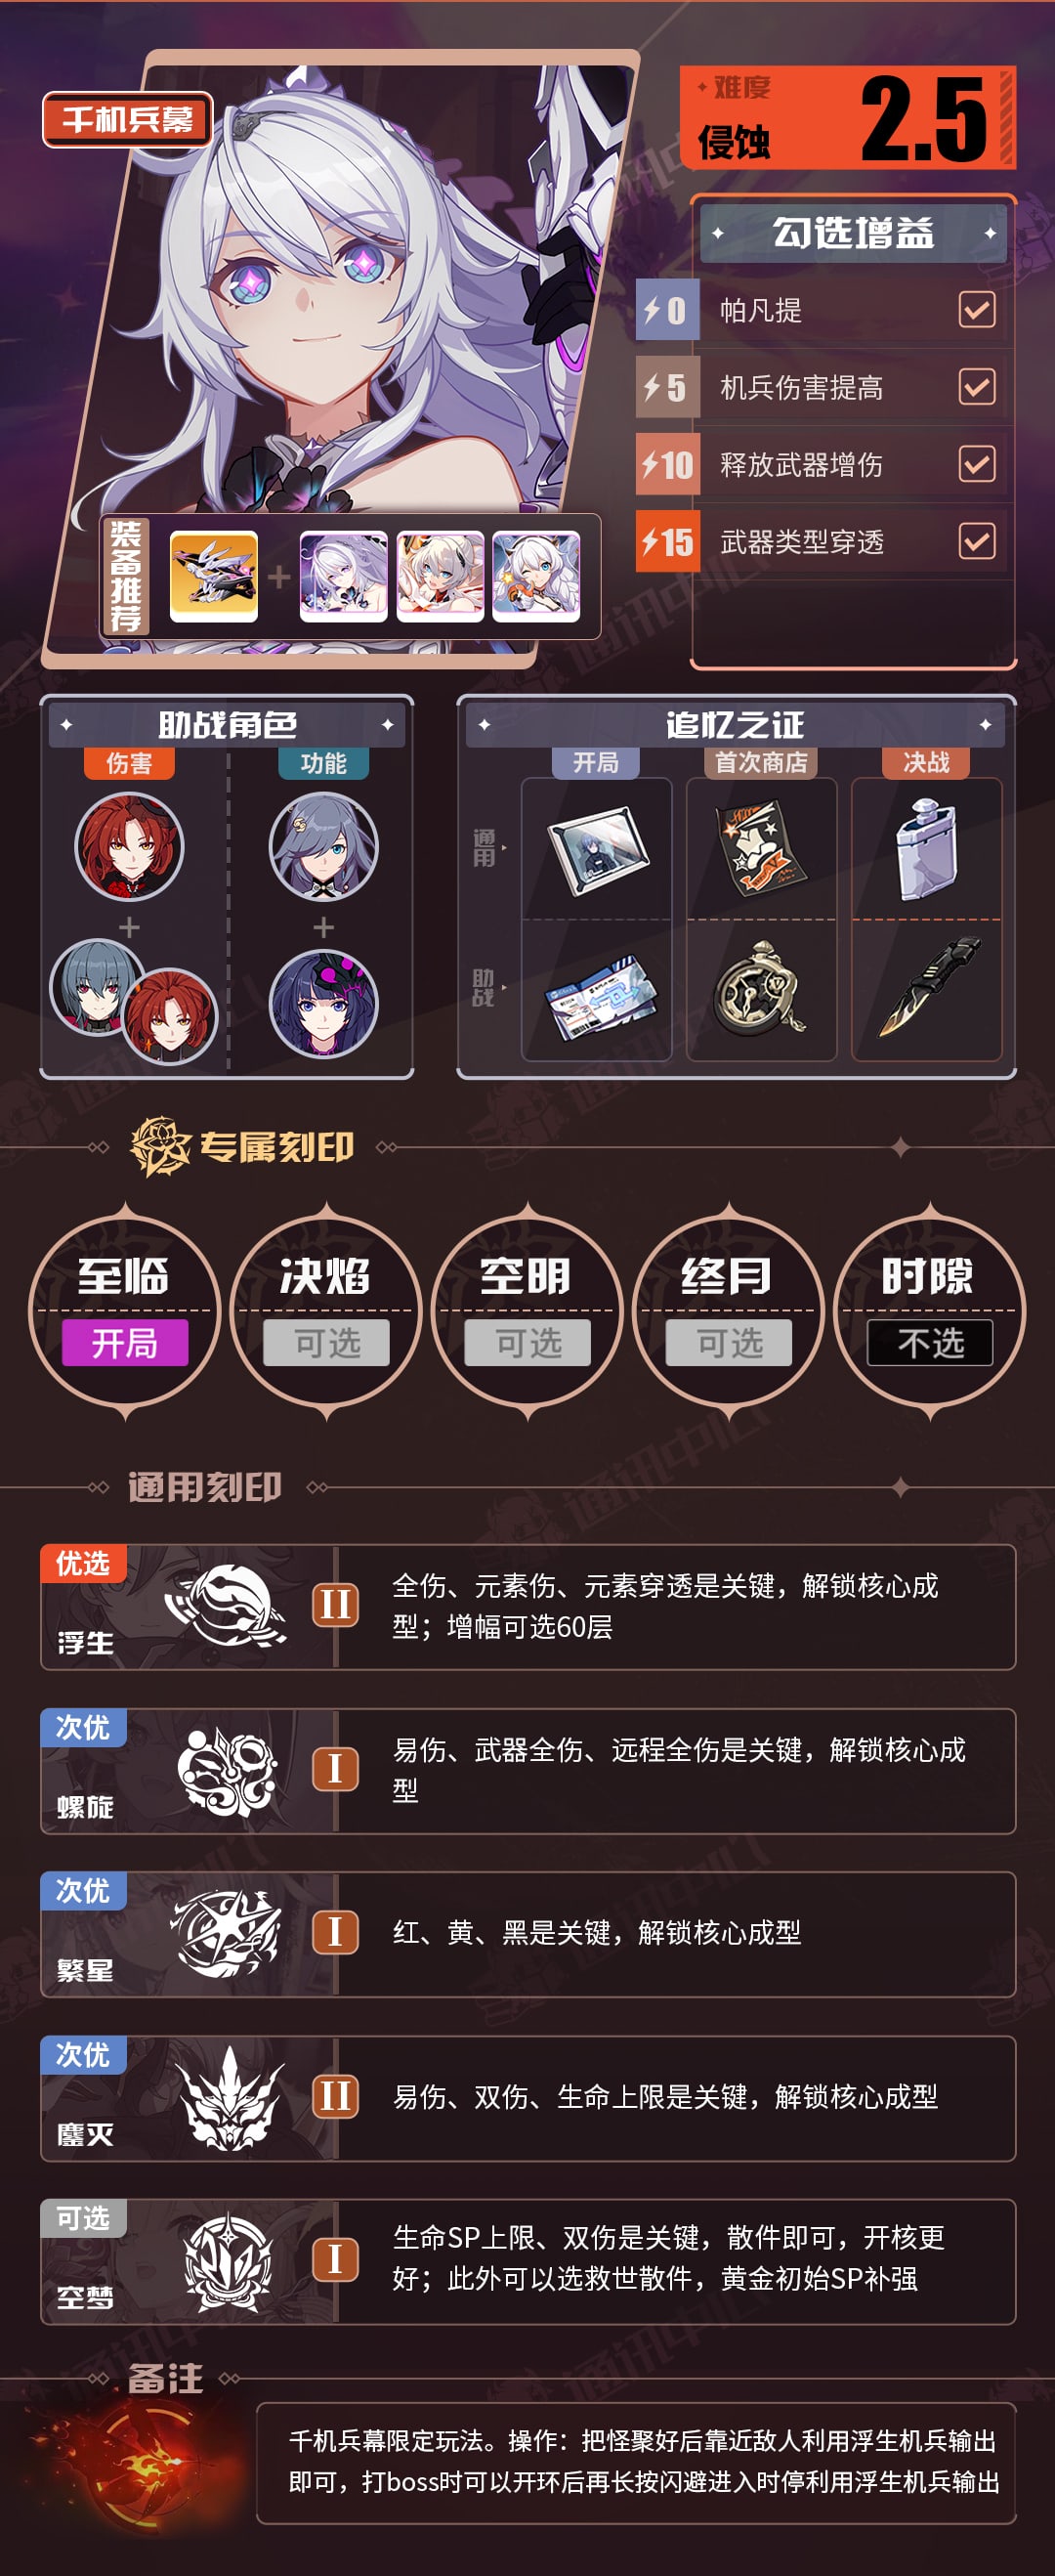 千机兵幕
难度
侵蚀
2.5
勾选增益
0 帕凡提
5 机兵伤害提高
10 释放武器增伤
15 武器类型穿透
装备推荐
助战角色
伤害
功能
追忆之证
开局
首次商店
决战
通用
助战
专属刻印
至临
开局
决焰
可选
空明
可选
终月
可选
时隙
不选
通用刻印
优选
浮生
II
全伤、元素伤、元素穿透是关键，解锁核心成
型；增幅可选60层
次优
螺旋
I
易伤、武器全伤、远程全伤是关键，解锁核心成
型
次优
繁星
I
红、黄、黑是关键，解锁核心成型
次优
鏖灭
II
易伤、双伤、生命上限是关键，解锁核心成型
可选
空梦
I
生命SP上限、双伤是关键，散件即可，开核更
好；此外可以选救世散件，黄金初始SP补强
备注
千机兵幕限定玩法。操作：把怪聚好后靠近敌人利用浮生机兵输出
即可，打boss时可以开环后再长按闪避进入时停利用浮生机兵输出